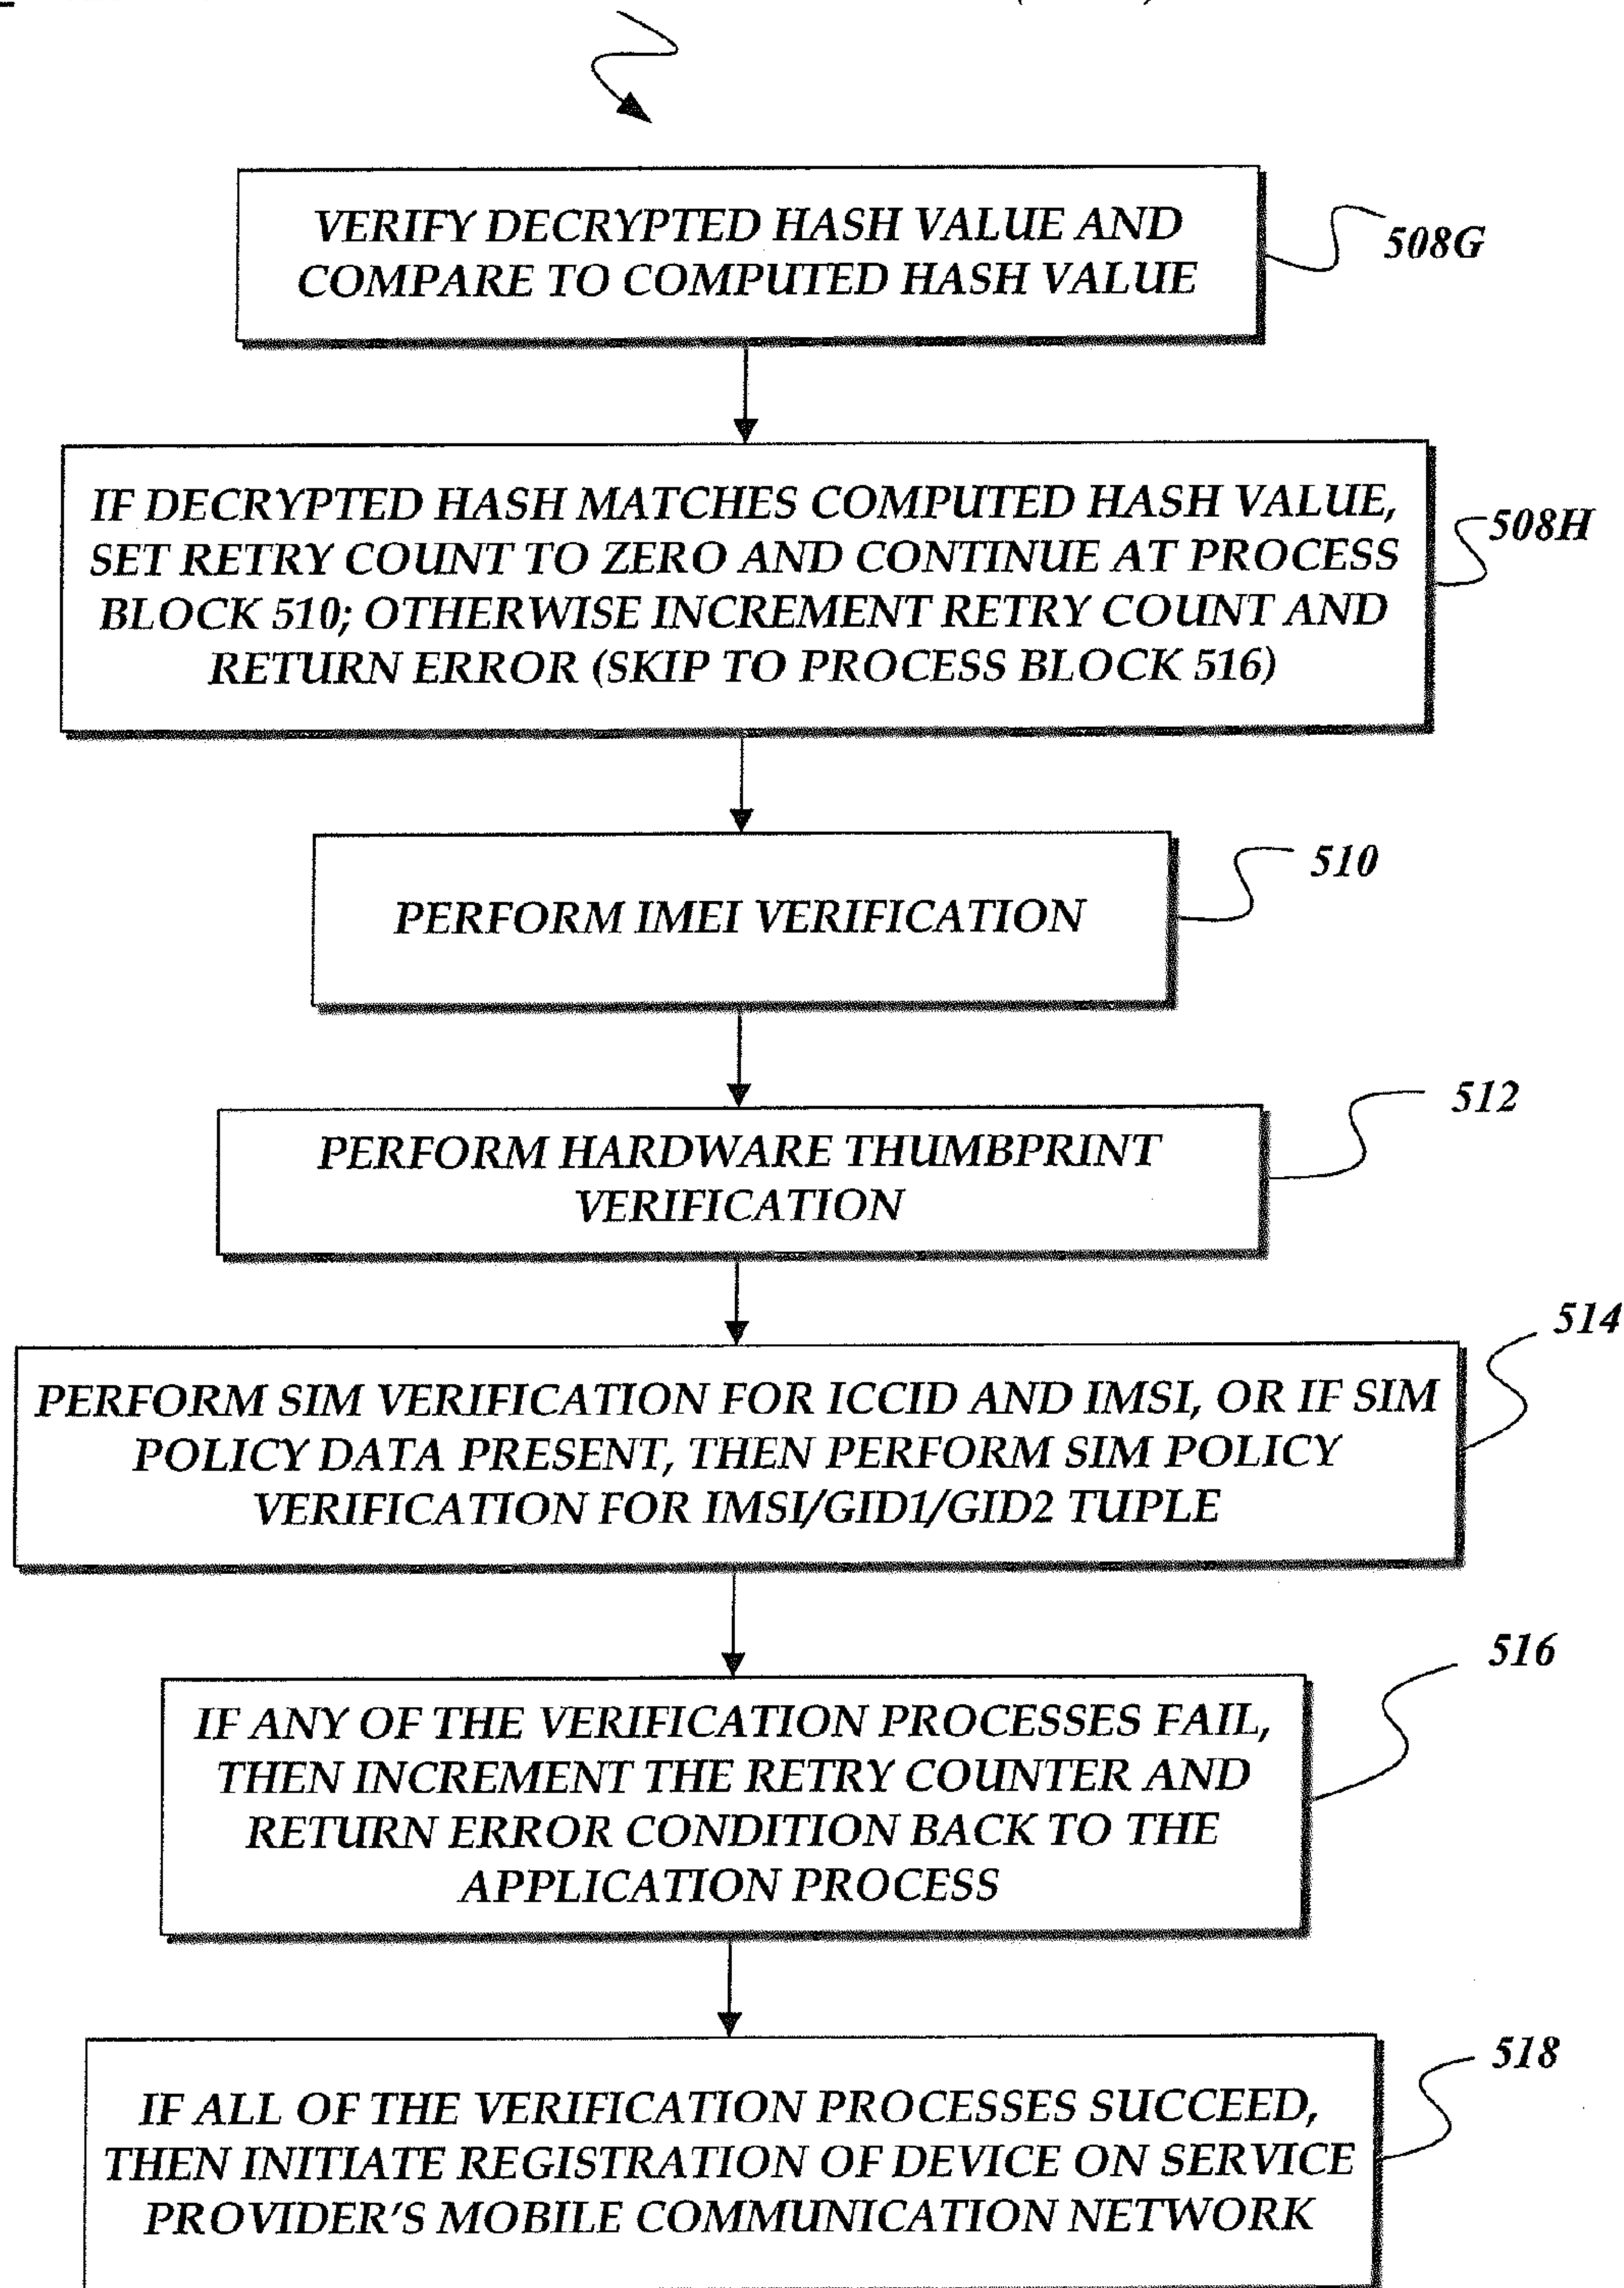 VERIFY DECRYPTED HASH VALUE AND
COMPARE TO COMPUTED HASH VALUE
508G
IF DECRYPTED HASH MATCHES COMPUTED HASH VALUE,
SET RETRY COUNT TO ZERO AND CONTINUE AT PROCESS
BLOCK 510; OTHERWISE INCREMENT RETRY COUNT AND
RETURN ERROR (SKIP TO PROCESS BLOCK 516)
508H
PERFORM IMEI VERIFICATION
510
PERFORM HARDWARE THUMBPRINT
VERIFICATION
512
PERFORM SIM VERIFICATION FOR ICCID AND IMSI, OR IF SIM
POLICY DATA PRESENT, THEN PERFORM SIM POLICY
VERIFICATION FOR IMSI/GID1/GID2 TUPLE
514
IF ANY OF THE VERIFICATION PROCESSES FAIL,
THEN INCREMENT THE RETRY COUNTER AND
RETURN ERROR CONDITION BACK TO THE
APPLICATION PROCESS
516
IF ALL OF THE VERIFICATION PROCESSES SUCCEED,
THEN INITIATE REGISTRATION OF DEVICE ON SERVICE
PROVIDER'S MOBILE COMMUNICATION NETWORK
518